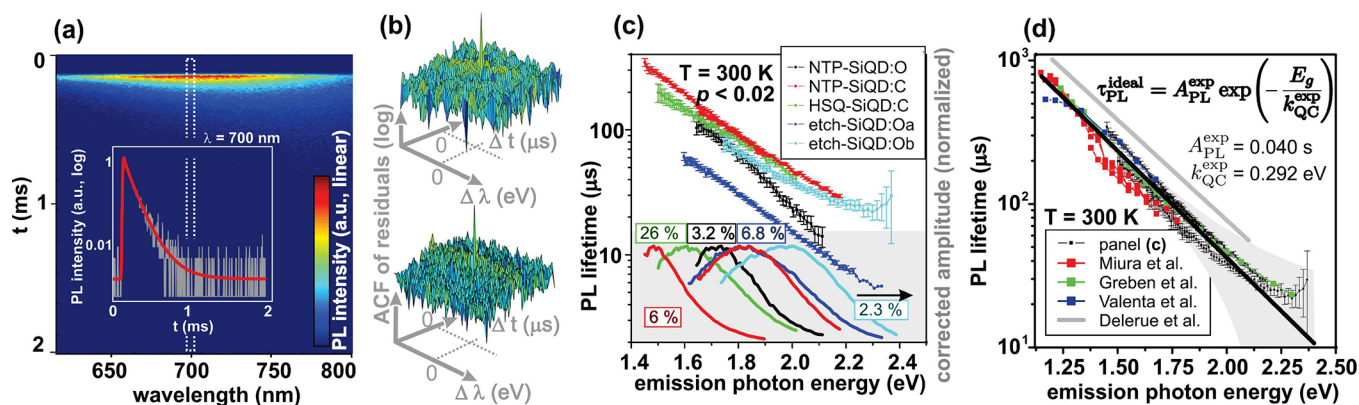 (a)
0
1
2
t (ms)
650
700
750
800
wavelength (nm)
λ = 700 nm
PL intensity (a.u., log)
1
0.01
0
1
2
t (ms)
PL intensity (a.u., linear)
(b)
ACF of residuals (log)
0
0
Δ t (µs)
Δ λ (eV)
0
0
Δ t (µs)
Δ λ (eV)
(c)
T = 300 K
p < 0.02
NTP-SiQD:O
NTP-SiQD:C
HSQ-SiQD:C
etch-SiQD:Oa
etch-SiQD:Ob
PL lifetime (µs)
100
10
26 %
3.2 %
6.8 %
6 %
2.3 %
1.4
1.6
1.8
2.0
2.2
2.4
emission photon energy (eV)
corrected amplitude (normalized)
(d)
PL lifetime (µs)
10³
10²
10¹
τ_PL^ideal = A_PL^exp exp(-E_g/k_QC^exp)
A_PL^exp = 0.040 s
k_QC^exp = 0.292 eV
T = 300 K
panel (c)
Miura et al.
Greben et al.
Valenta et al.
Delerue et al.
1.25
1.50
1.75
2.00
2.25
2.50
emission photon energy (eV)